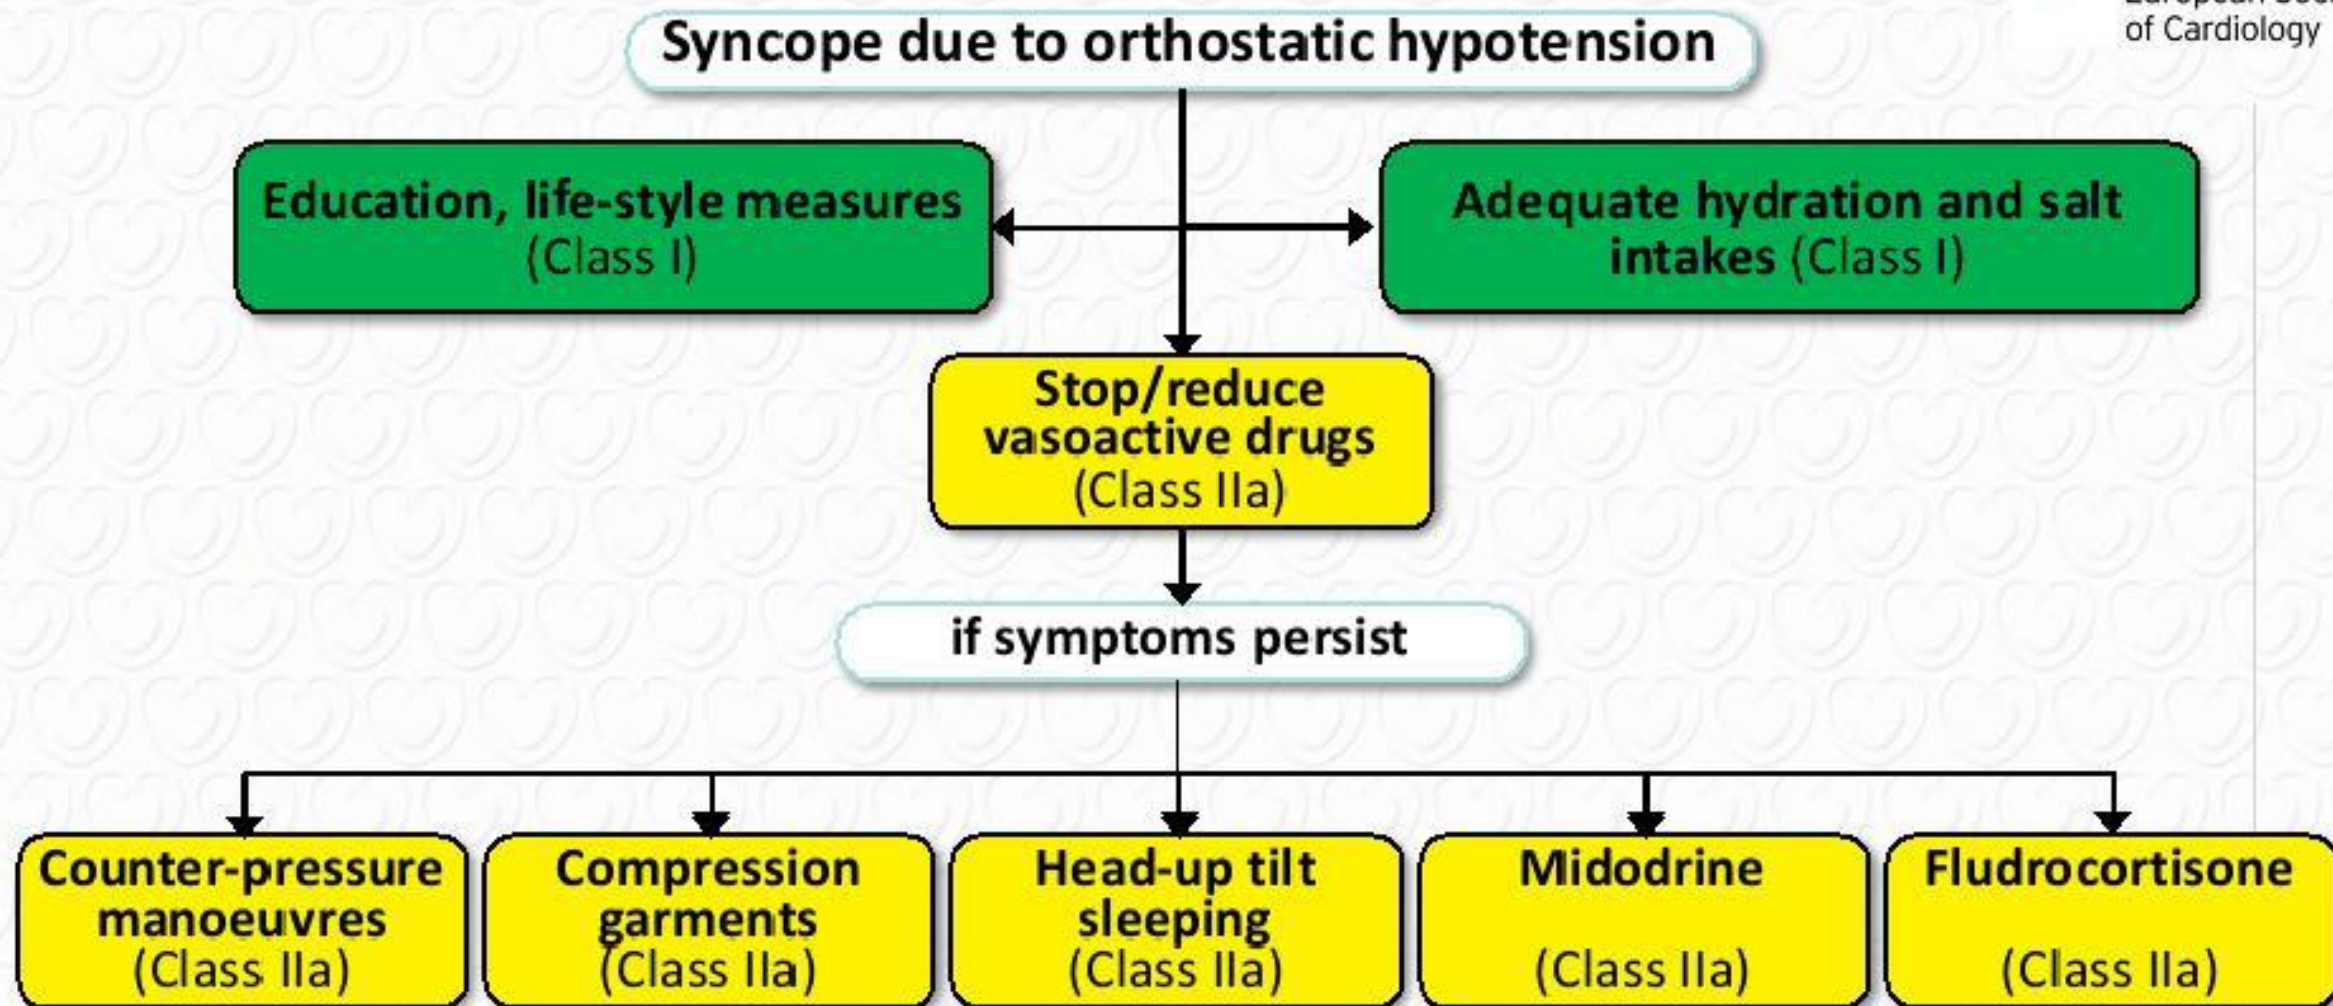 of Cardiology
Syncope due to orthostatic hypotension
Education, life-style measures
(Class I)
Adequate hydration and salt
intakes (Class I)
Stop/reduce
vasoactive drugs
(Class IIa)
if symptoms persist
Counter-pressure
manoeuvres
(Class IIa)
Compression
garments
(Class IIa)
Head-up tilt
sleeping
(Class IIa)
Midodrine
(Class IIa)
Fludrocortisone
(Class IIa)